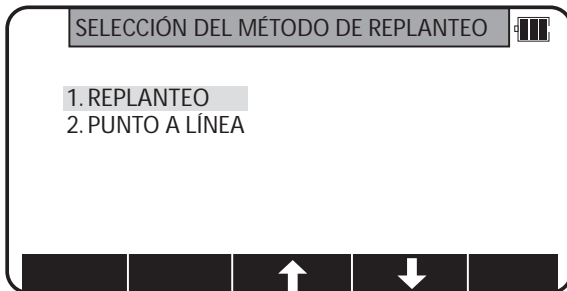 SELECCIÓN DEL MÉTODO DE REPLANTEO
1. REPLANTEO
2. PUNTO A LÍNEA